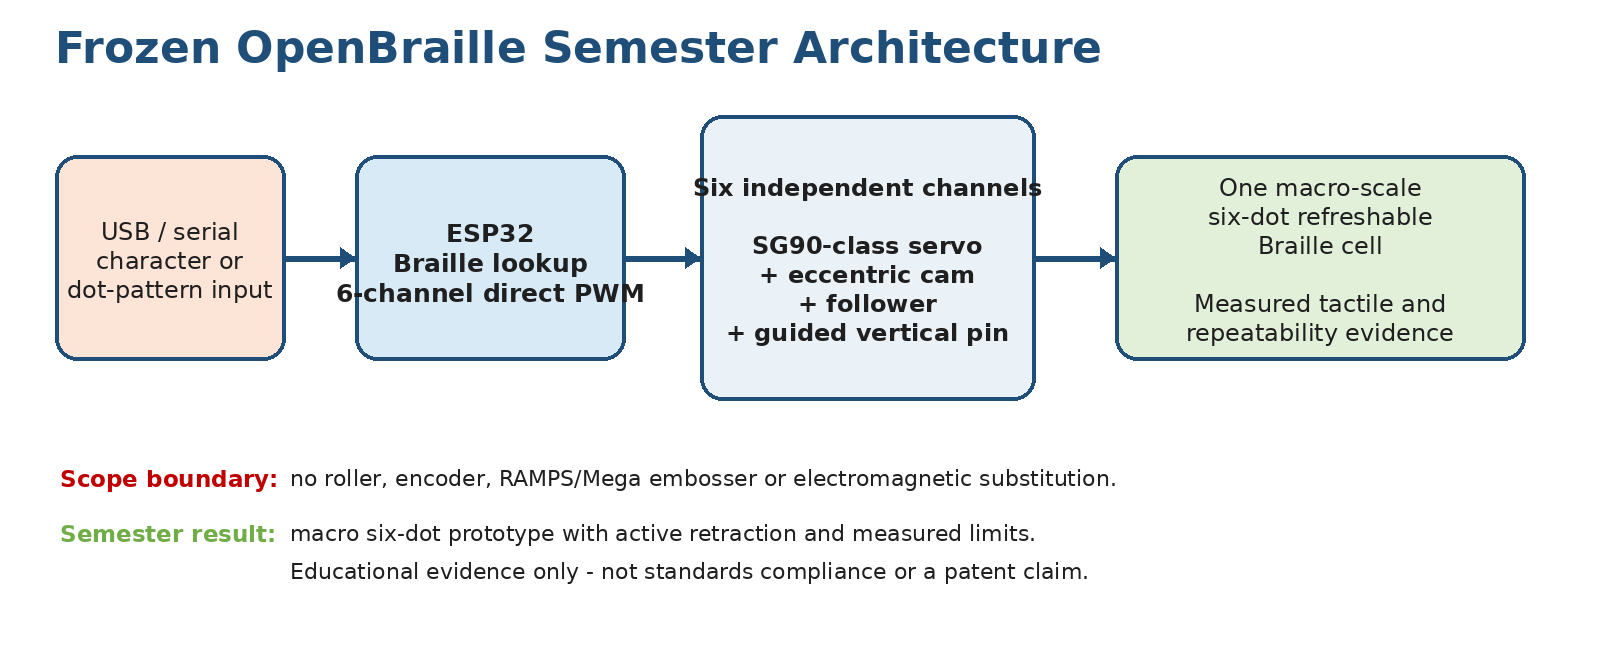 Frozen OpenBraille Semester Architecture
USB / serial
character or
dot-pattern input
ESP32
Braille lookup
6-channel direct PWM
Six independent channels
SG90-class servo
+ eccentric cam
+ follower
+ guided vertical pin
One macro-scale
six-dot refreshable
Braille cell
Measured tactile and
repeatability evidence
Scope boundary: no roller, encoder, RAMPS/Mega embosser or electromagnetic substitution.
Semester result: macro six-dot prototype with active retraction and measured limits.
Educational evidence only - not standards compliance or a patent claim.